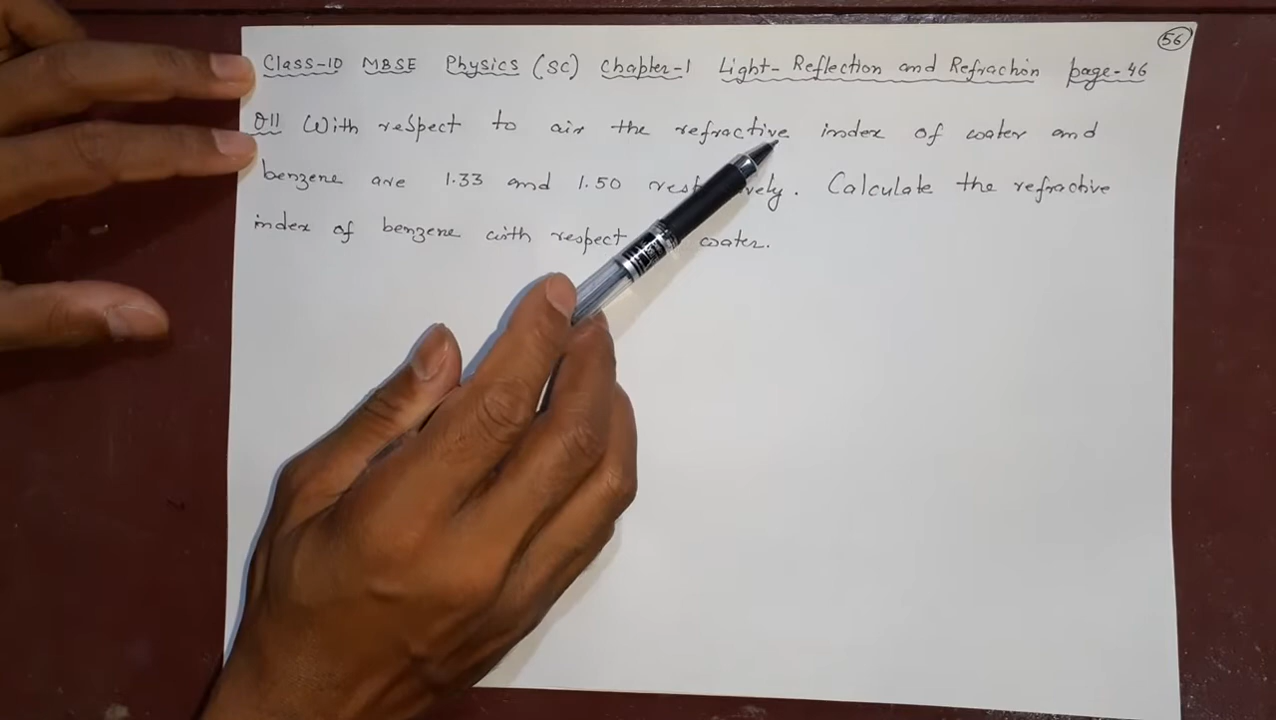 56
Class-10 MBSE Physics (SC) Chapter-1 Light-Reflection and Refraction page-46
Q11 With respect to air the refractive index of water and
benzene are 1.33 and 1.50 respectively. Calculate the refractive
index of benzene with respect water.